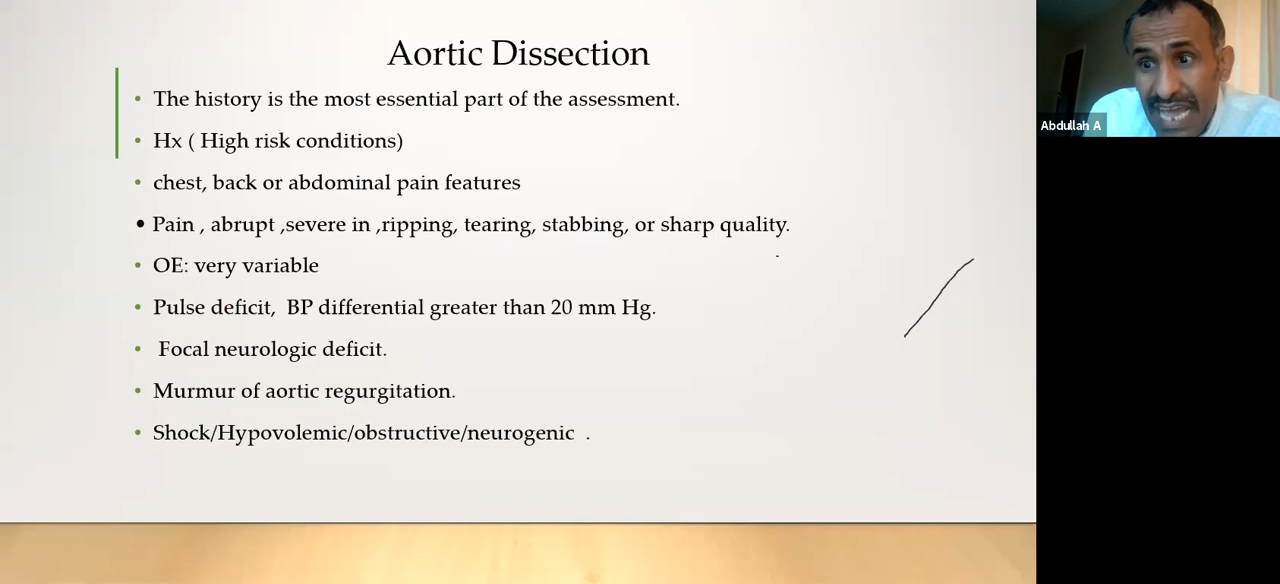 Aortic Dissection
• The history is the most essential part of the assessment.
• Hx ( High risk conditions)
• chest, back or abdominal pain features
• Pain , abrupt ,severe in ,ripping, tearing, stabbing, or sharp quality.
• OE: very variable
• Pulse deficit,  BP differential greater than 20 mm Hg.
• Focal neurologic deficit.
• Murmur of aortic regurgitation.
• Shock/Hypovolemic/obstructive/neurogenic  .
Abdullah A